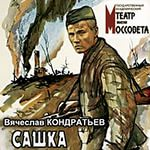 ГОСУДАРСТВЕННЫЙ
АКАДЕМИЧЕСКИЙ
ТЕАТР
ИМЕНИ
МОССОВЕТА
Вячеслав КОНДРАТЬЕВ
САШКА